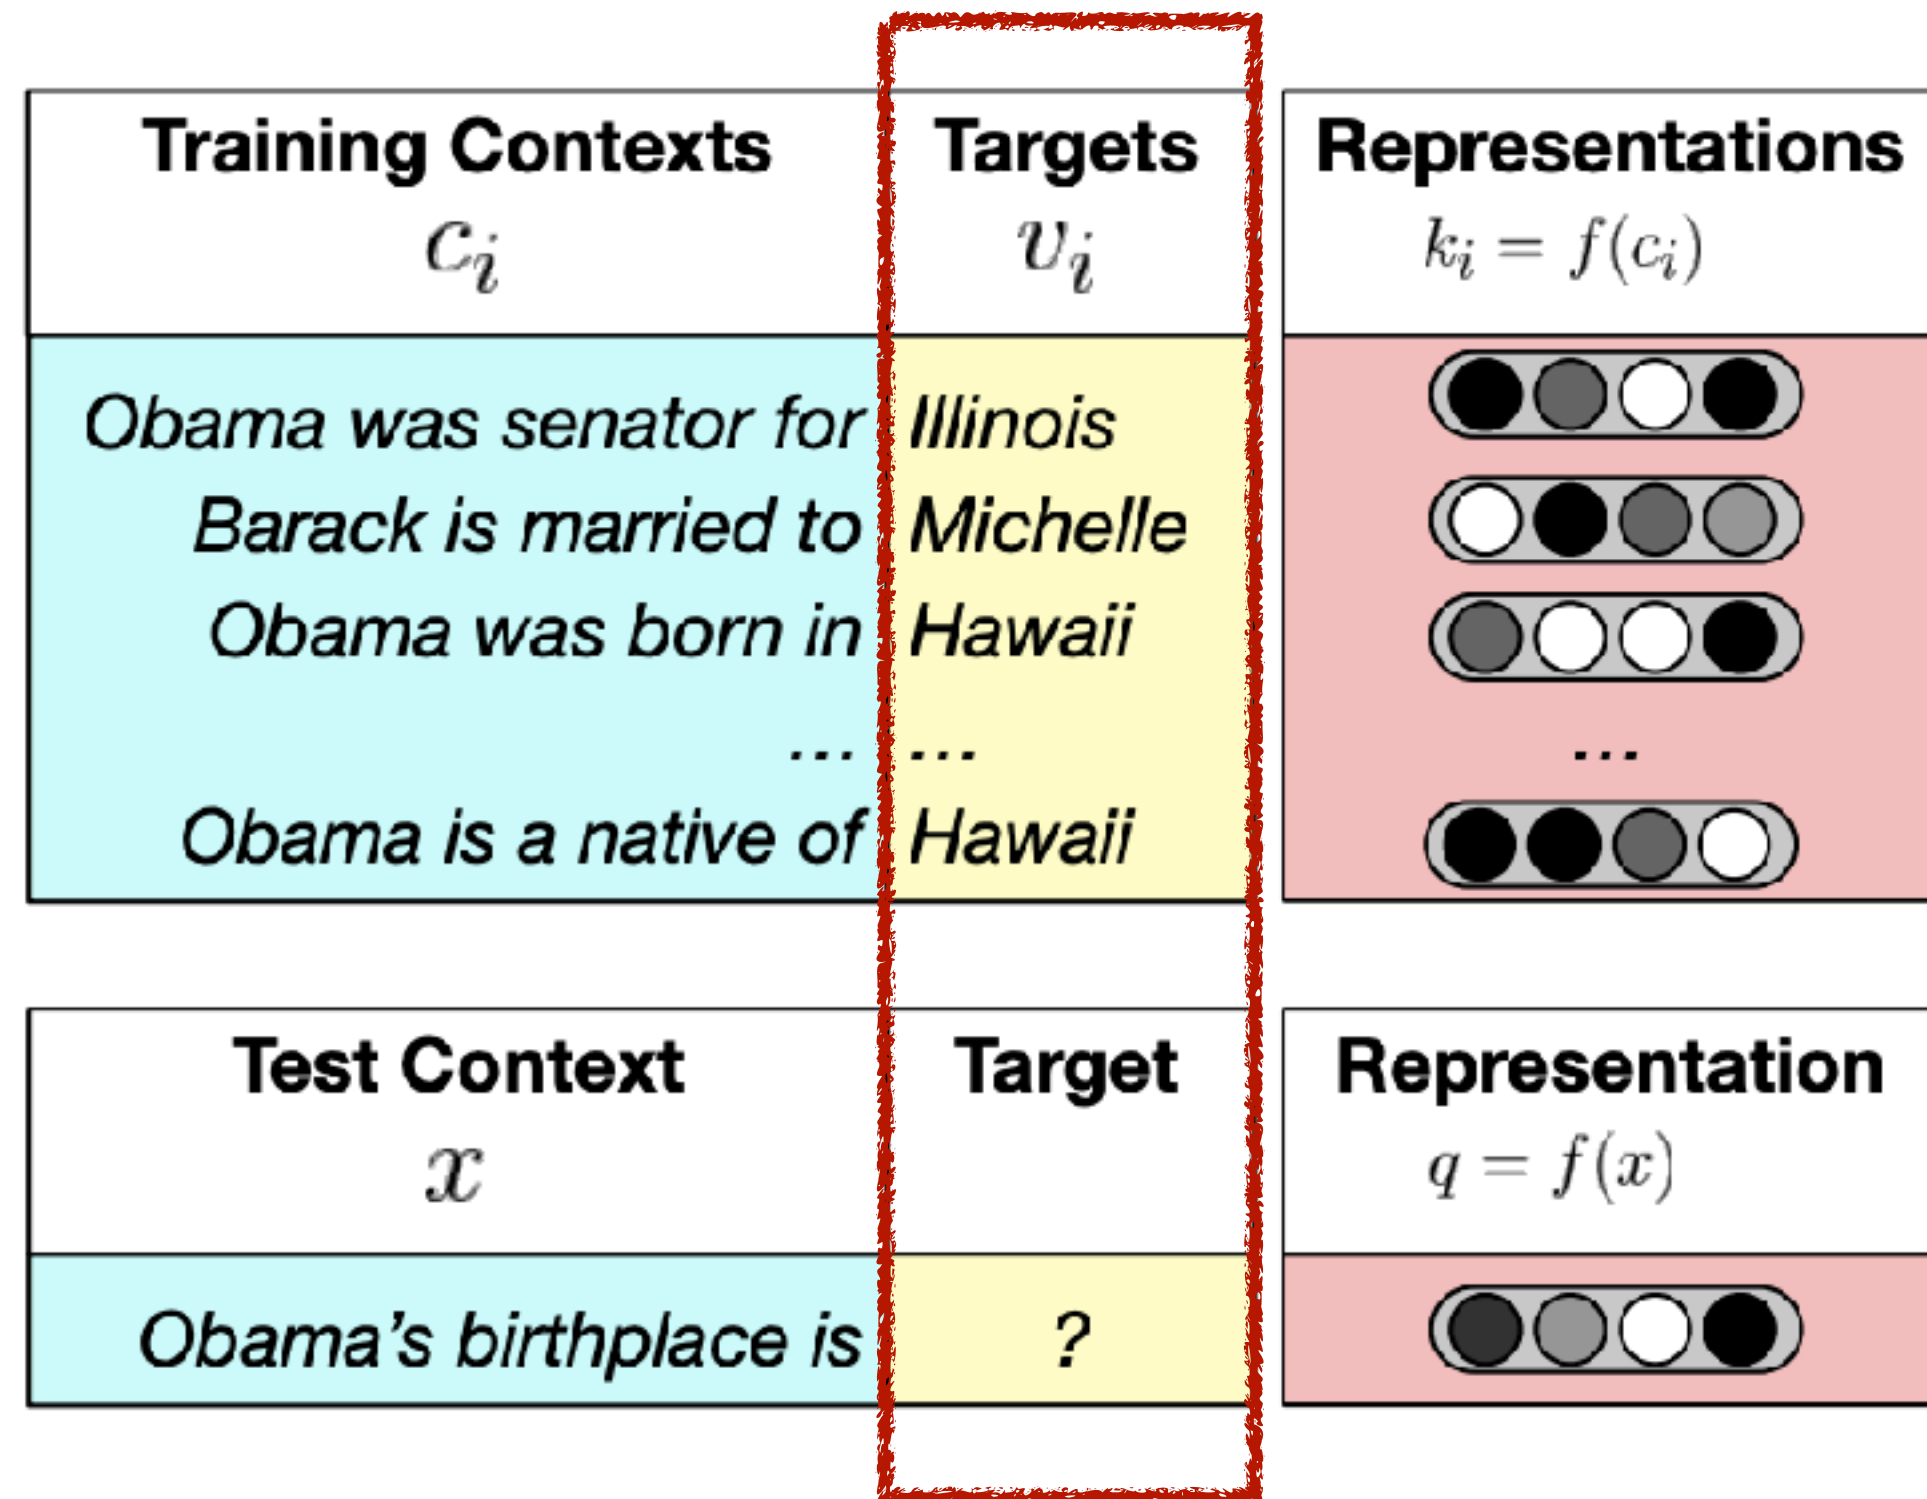 Training Contexts Targets Representations
c_i v_i k_i = f(c_i)
Obama was senator for Illinois
Barack is married to Michelle
Obama was born in Hawaii
... ... ...
Obama is a native of Hawaii
Test Context Target Representation
x q = f(x)
Obama's birthplace is ?